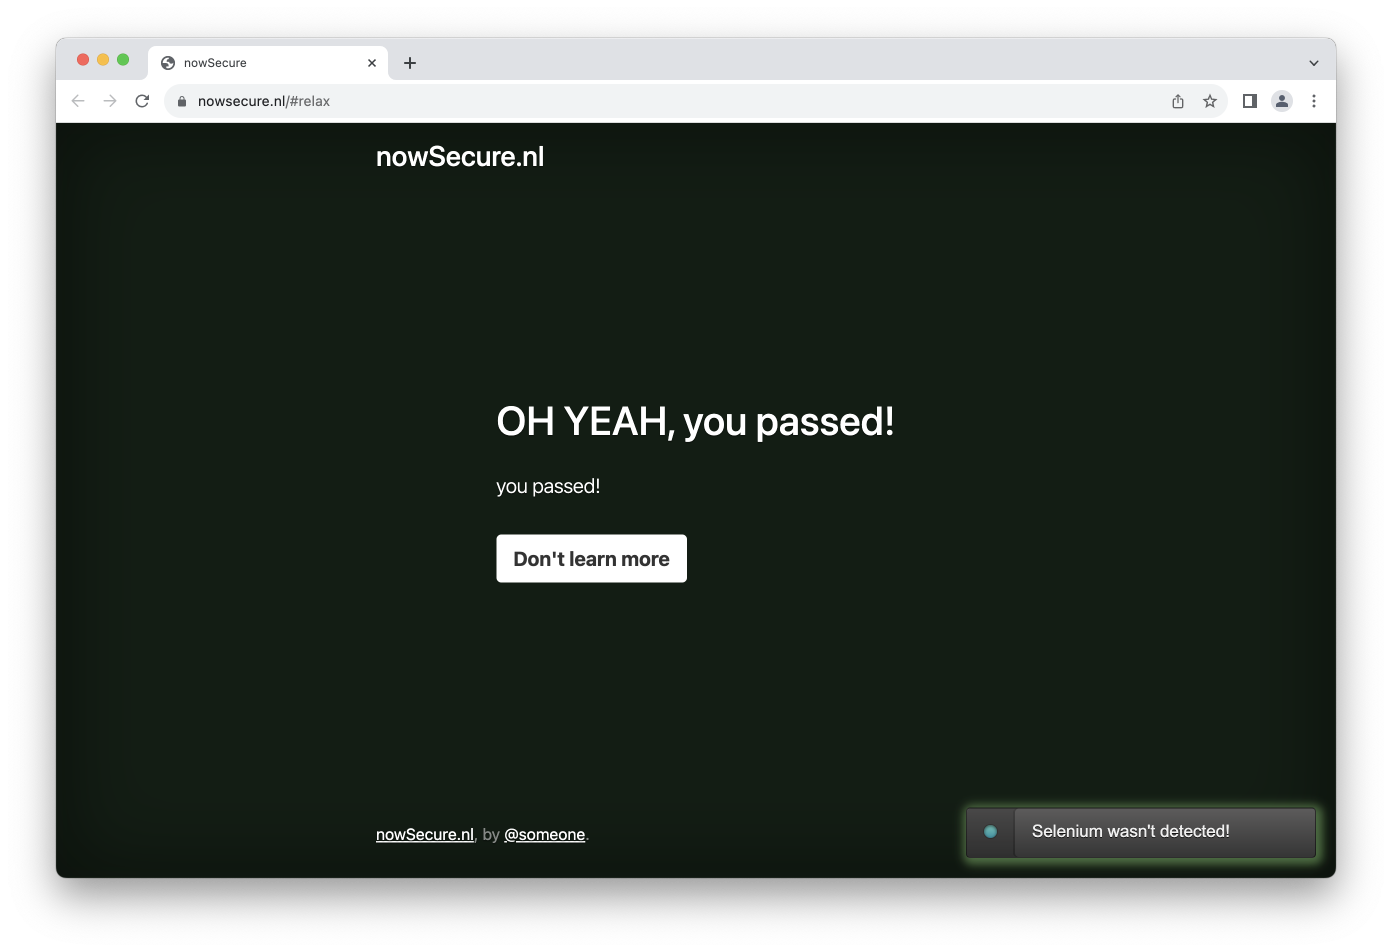 nowSecure
nowsecure.nl/#relax
nowSecure.nl
OH YEAH, you passed!
you passed!
Don't learn more
nowSecure.nl, by @someone.
Selenium wasn't detected!